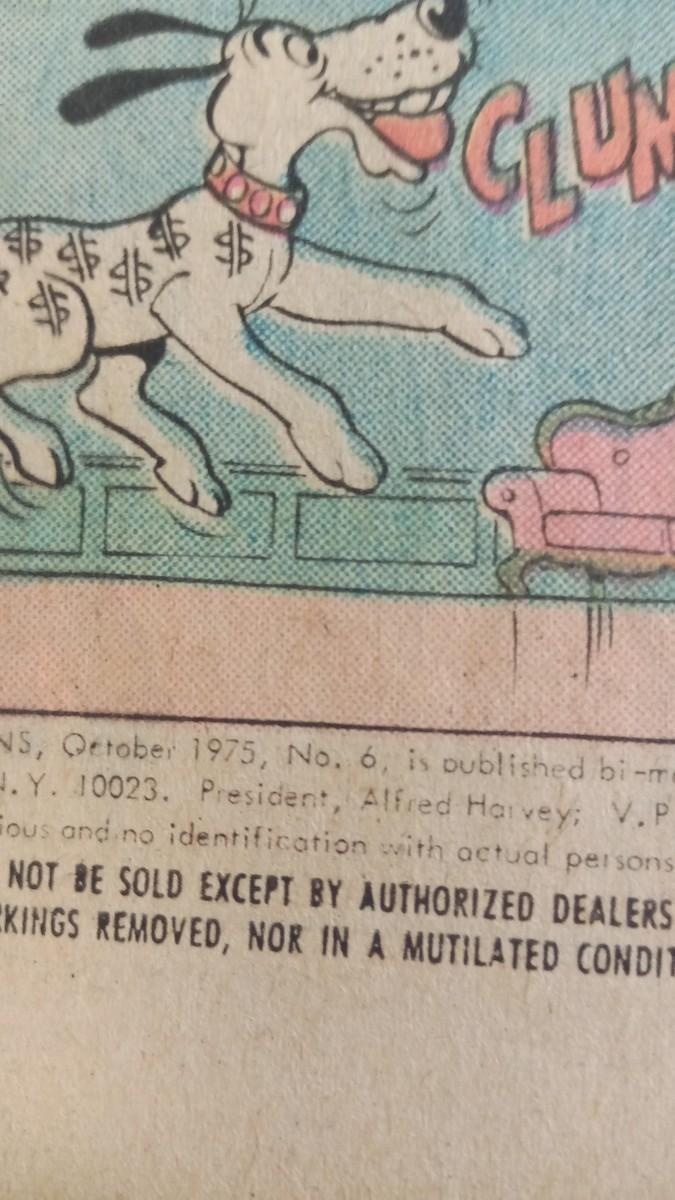 CLUM
$ $ $ $ $ $
NS, October 1975, No. 6, is published bi-m
N.Y. 10023. President, Alfred Harvey; V.P
ious and no identification with actual persons
NOT BE SOLD EXCEPT BY AUTHORIZED DEALERS
RKINGS REMOVED, NOR IN A MUTILATED CONDIT